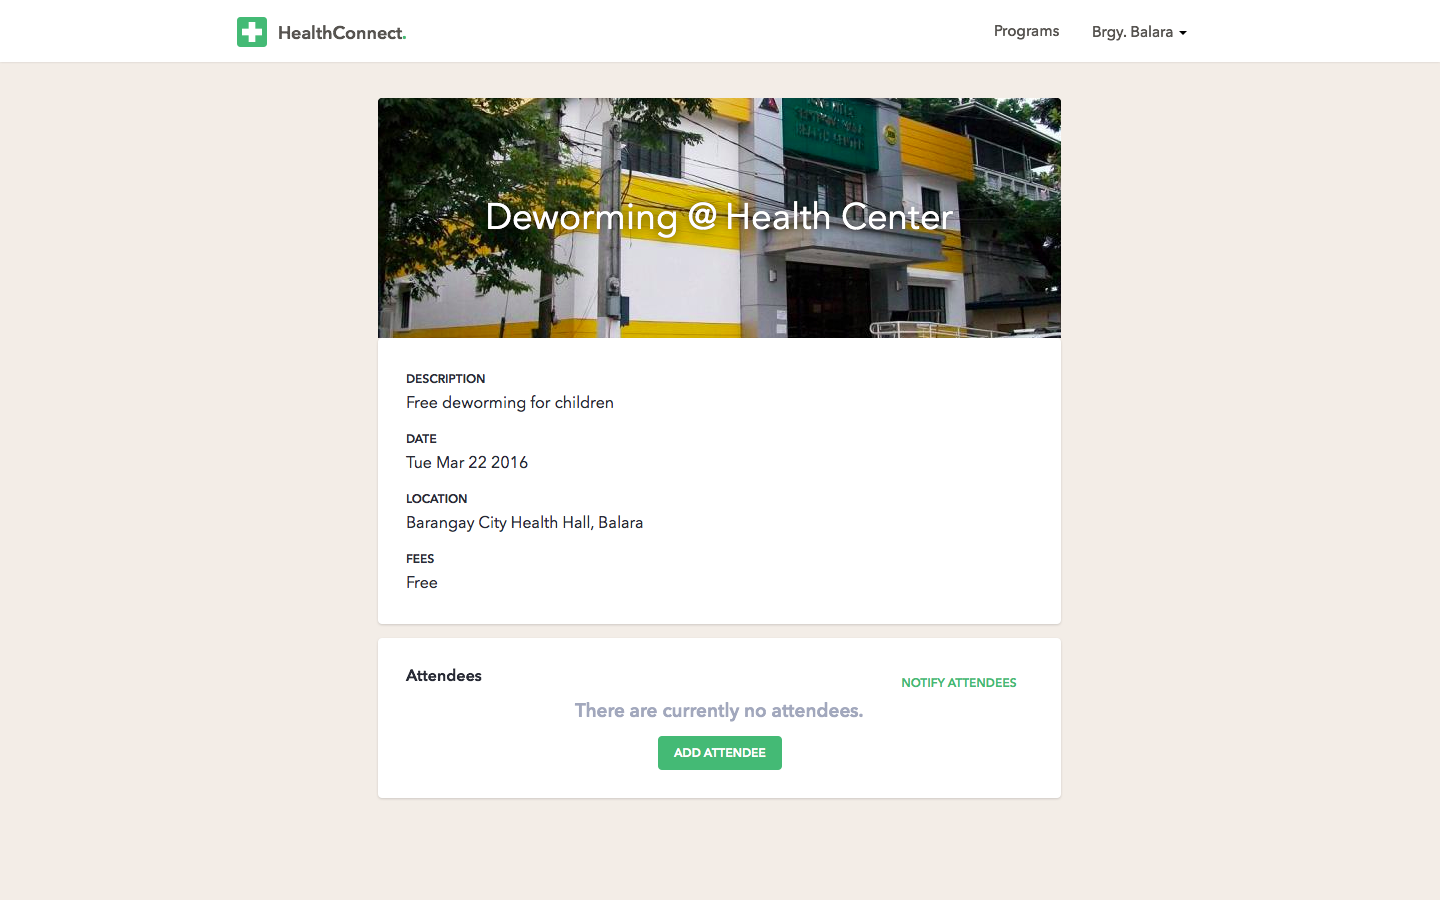 HealthConnect.
Programs
Brgy. Balara
Deworming @ Health Center
DESCRIPTION
Free deworming for children
DATE
Tue Mar 22 2016
LOCATION
Barangay City Health Hall, Balara
FEES
Free
Attendees
NOTIFY ATTENDEES
There are currently no attendees.
ADD ATTENDEE